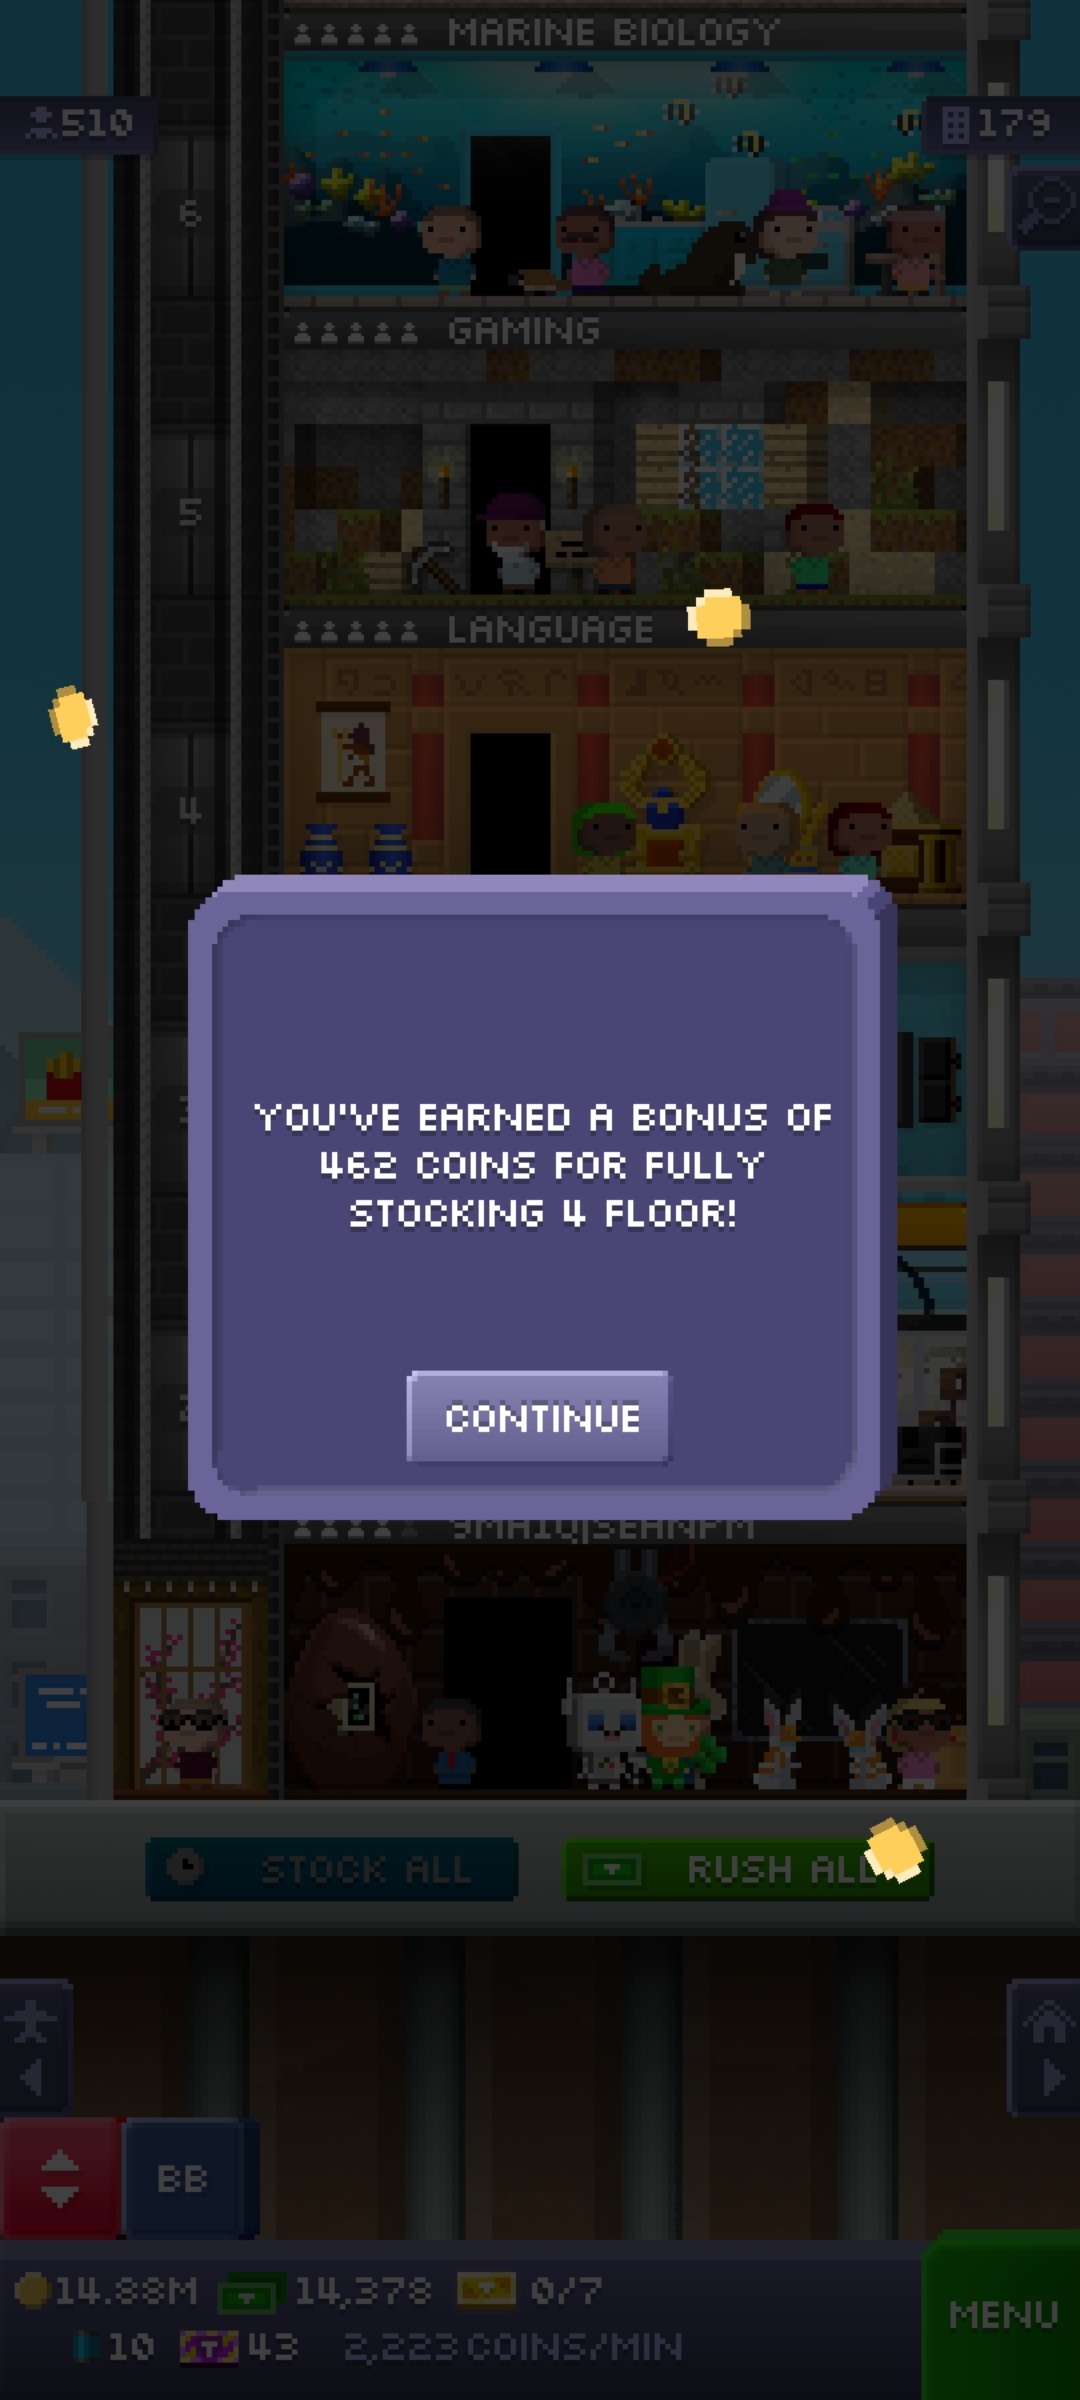 MARINE BIOLOGY
510
179
6
GAMING
5
LANGUAGE
4
YOU'VE EARNED A BONUS OF
462 COINS FOR FULLY
STOCKING 4 FLOOR!
CONTINUE
STOCK ALL
RUSH ALL
BB
14.88M
14,378
0/7
MENU
10
43
2,223 COINS/MIN